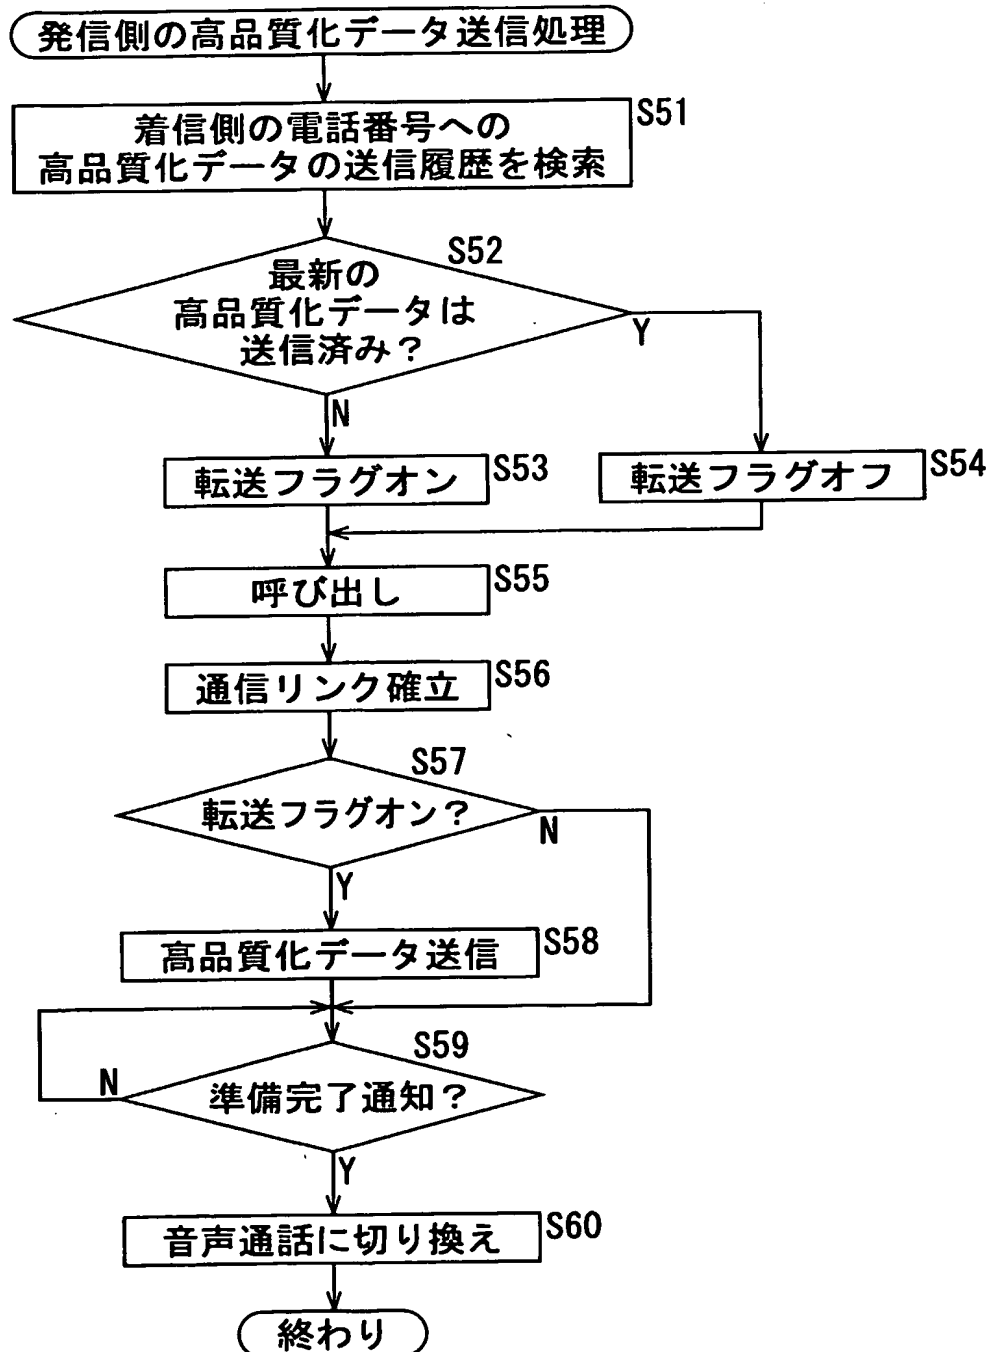 発信側の高品質化データ送信処理
S51
着信側の電話番号への
高品質化データの送信履歴を検索
S52
最新の
高品質化データは
送信済み?
Y
N
転送フラグオン
S53
転送フラグオフ
S54
呼び出し
S55
通信リンク確立
S56
S57
転送フラグオン?
N
Y
高品質化データ送信
S58
S59
準備完了通知?
N
Y
音声通話に切り換え
S60
終わり